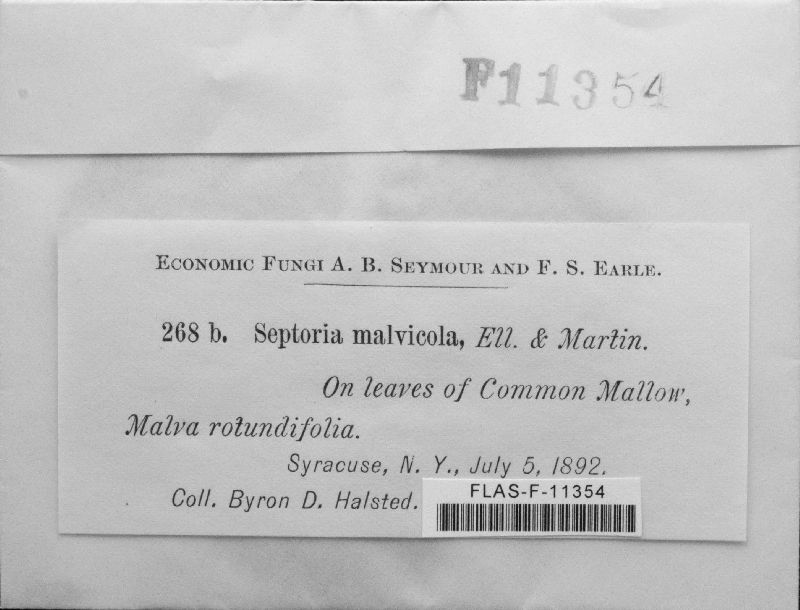 F11354
ECONOMIC FUNGI A. B. SEYMOUR AND F. S. EARLE.
268 b. Septoria malvicola, Ell. & Martin.
On leaves of Common Mallow,
Malva rotundifolia.
Syracuse, N. Y., July 5, 1892.
Coll. Byron D. Halsted.
FLAS-F-11354